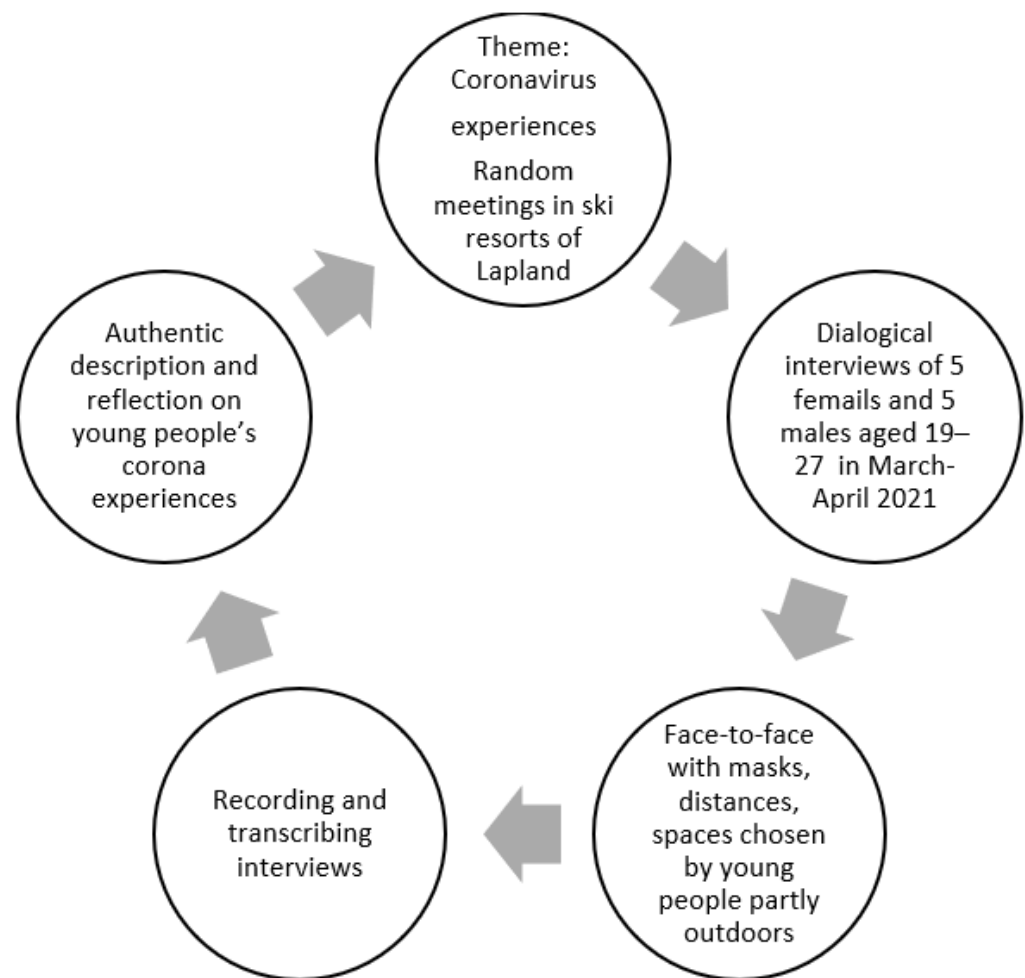 Theme:
Coronavirus
experiences
Random
meetings in ski
resorts of
Lapland
Dialogical
interviews of 5
femails and 5
males aged 19–
27 in March-
April 2021
Face-to-face
with masks,
distances,
spaces chosen
by young
people partly
outdoors
Recording and
transcribing
interviews
Authentic
description and
reflection on
young people’s
corona
experiences